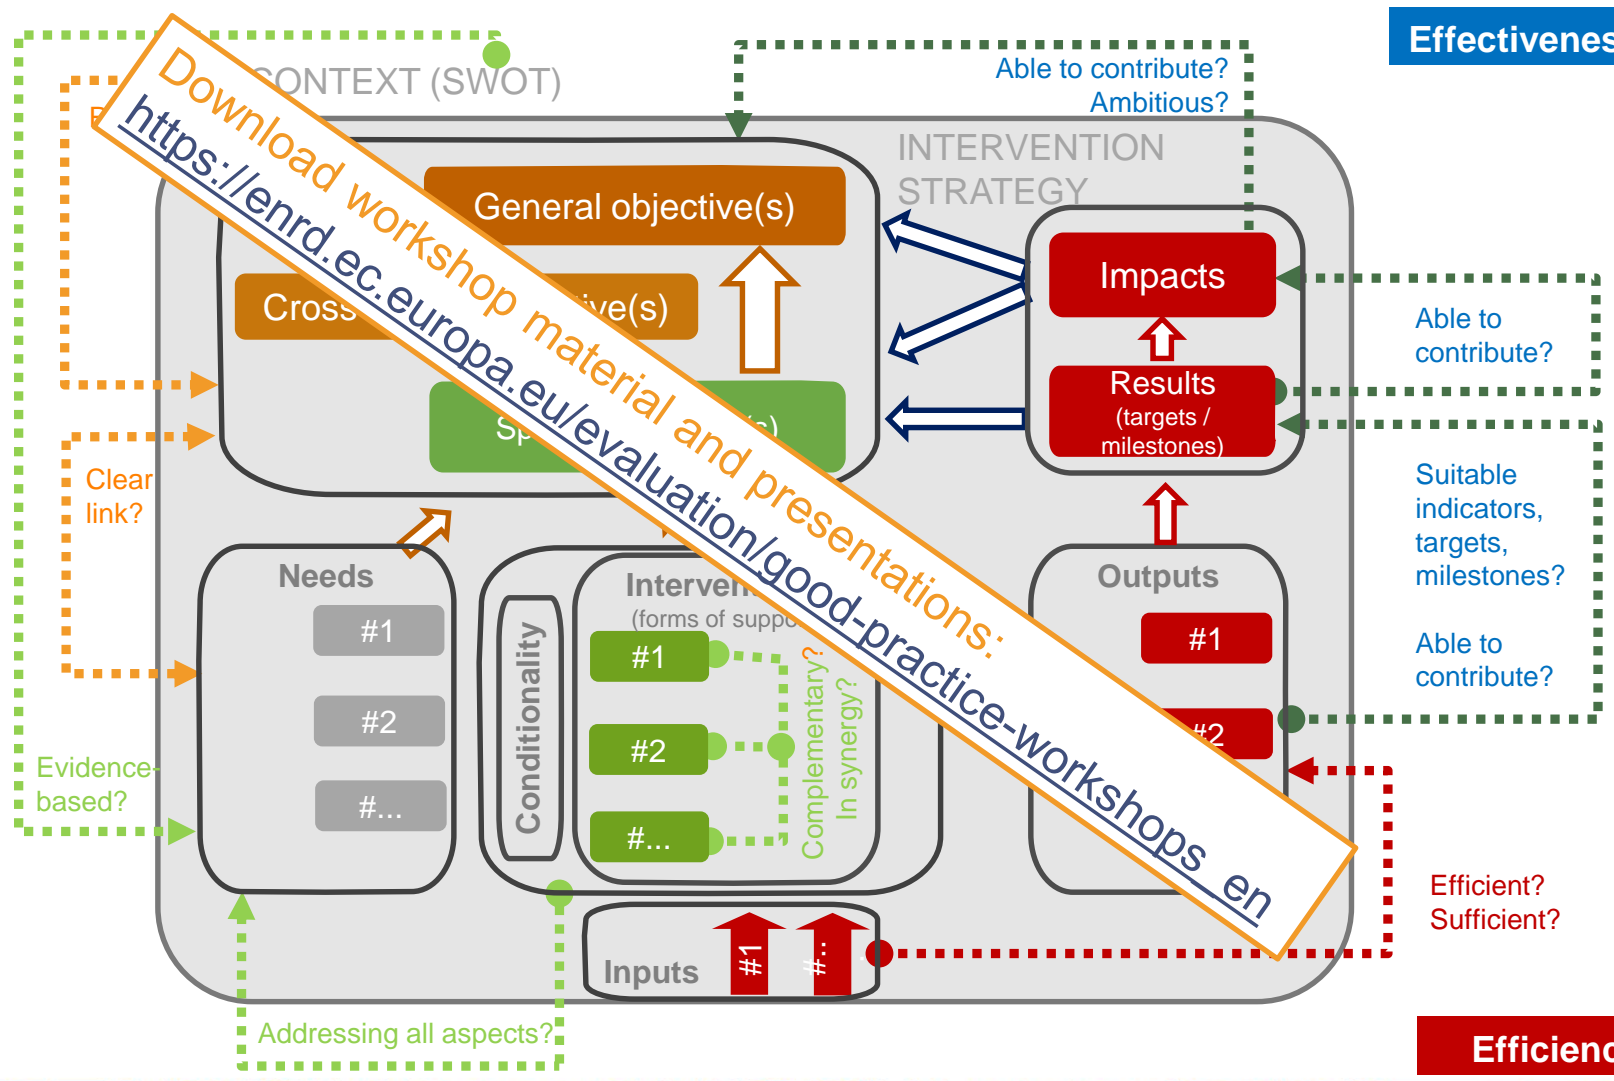 Effectivenes
CONTEXT (SWOT)
Able to contribute?
Ambitious?
INTERVENTION
STRATEGY
Download workshop material and presentations:
https://enrd.ec.europa.eu/evaluation/good-practice-workshops_en
General objective(s)
Impacts
Cross
Able to
contribute?
Results
(targets /
milestones)
Clear
link?
Suitable
indicators,
targets,
milestones?
Able to
contribute?
Needs
#1
#2
#...
Conditionality
(forms of
#1
#2
#...
Complementary?
In synergy?
Outputs
#1
#2
Evidence-
based?
Efficient?
Sufficient?
Inputs
#1
#...
Addressing all aspects?
Efficienc